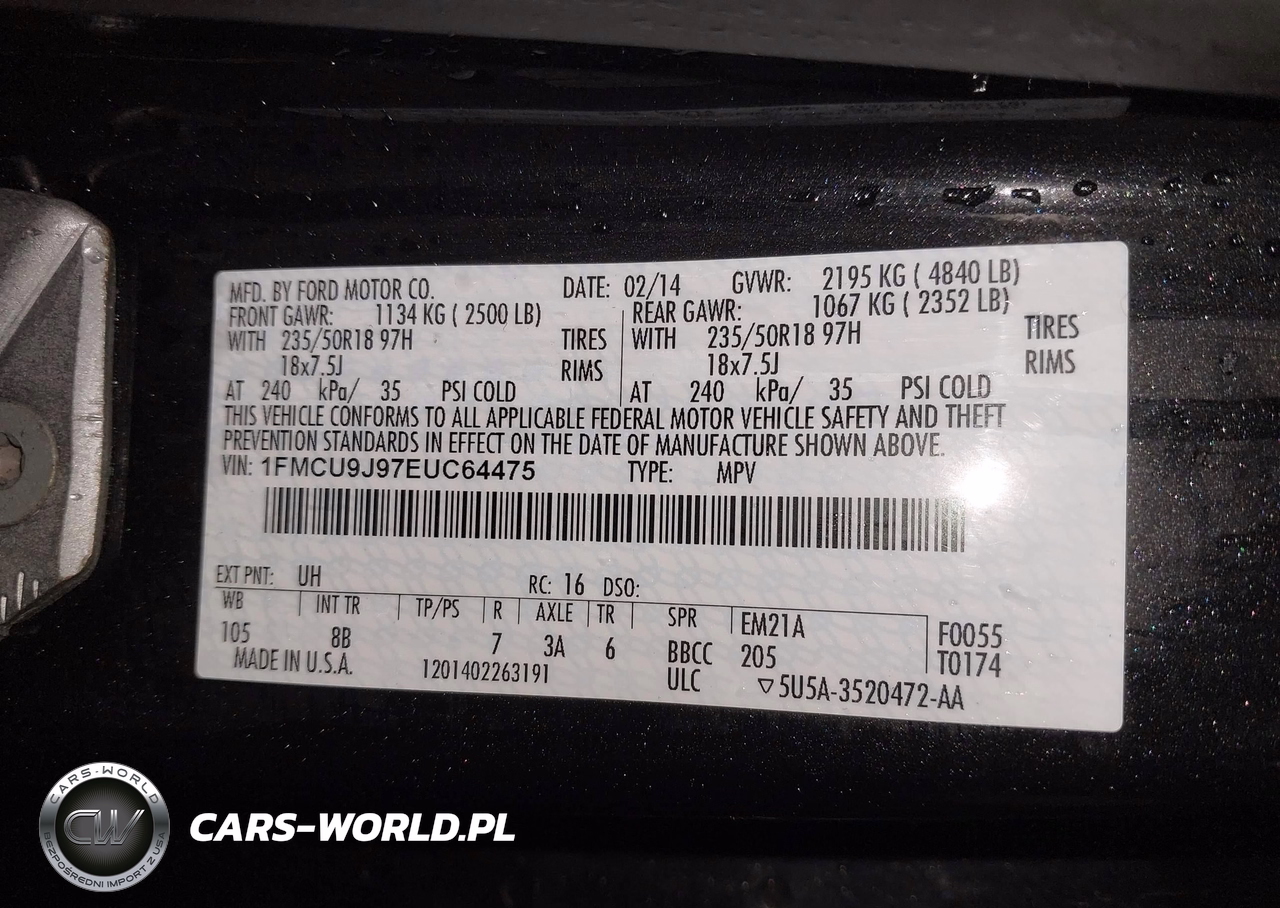 MFD. BY FORD MOTOR CO. DATE: 02/14 GVWR: 2195 KG ( 4840 LB)
FRONT GAWR: 1134 KG ( 2500 LB) REAR GAWR: 1067 KG ( 2352 LB)
WITH 235/50R18 97H TIRES WITH 235/50R18 97H TIRES
18x7.5J RIMS 18x7.5J RIMS
AT 240 kPa/ 35 PSI COLD AT 240 kPa/ 35 PSI COLD
THIS VEHICLE CONFORMS TO ALL APPLICABLE FEDERAL MOTOR VEHICLE SAFETY AND THEFT
PREVENTION STANDARDS IN EFFECT ON THE DATE OF MANUFACTURE SHOWN ABOVE.
VIN: 1FMCU9J97EUC64475 TYPE: MPV
EXT PNT: UH RC: 16 DSO:
WB INT TR TP/PS R AXLE TR SPR EM21A F0055
105 8B 7 3A 6 BBCC 205 T0174
MADE IN U.S.A. 1201402263191 ULC ▽5U5A-3520472-AA
CARS-WORLD
CW
BEZPOŚREDNI IMPORT Z USA
CARS-WORLD.PL